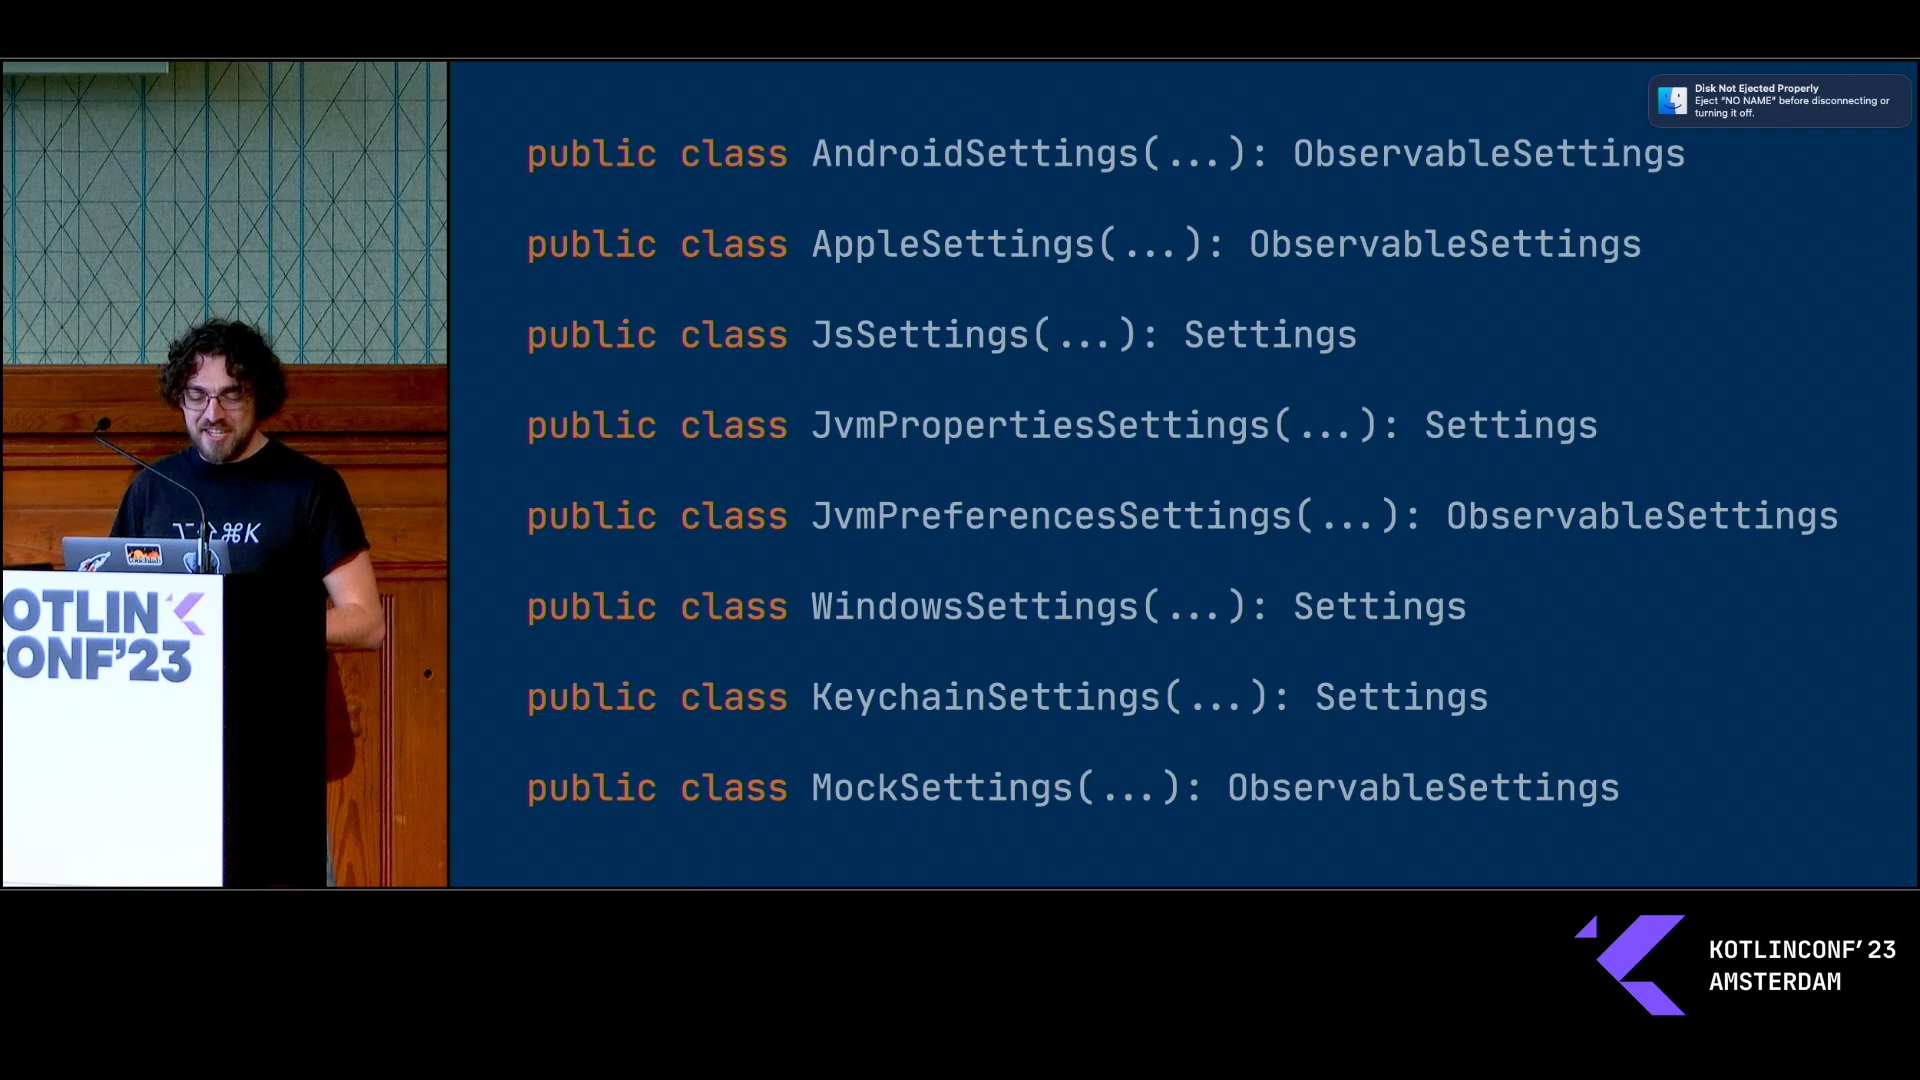 Disk Not Ejected Properly
Eject "NO NAME" before disconnecting or
turning it off.
public class AndroidSettings(...): ObservableSettings
public class AppleSettings(...): ObservableSettings
public class JsSettings(...): Settings
public class JvmPropertiesSettings(...): Settings
public class JvmPreferencesSettings(...): ObservableSettings
public class WindowsSettings(...): Settings
public class KeychainSettings(...): Settings
public class MockSettings(...): ObservableSettings
⌘K
touchlab
OTLIN
ONF'23
KOTLINCONF'23
AMSTERDAM